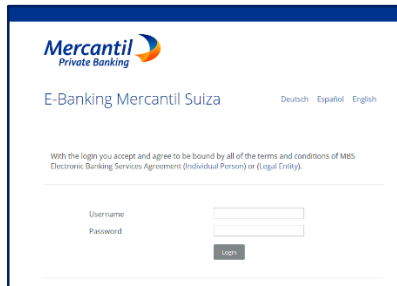 Mercantil
Private Banking
E-Banking Mercantil Suiza
Deutsch Español English
With the login you accept and agree to be bound by all of the terms and conditions of MBS
Electronic Banking Services Agreement (Individual Person) or (Legal Entity).
Username
Password
Login